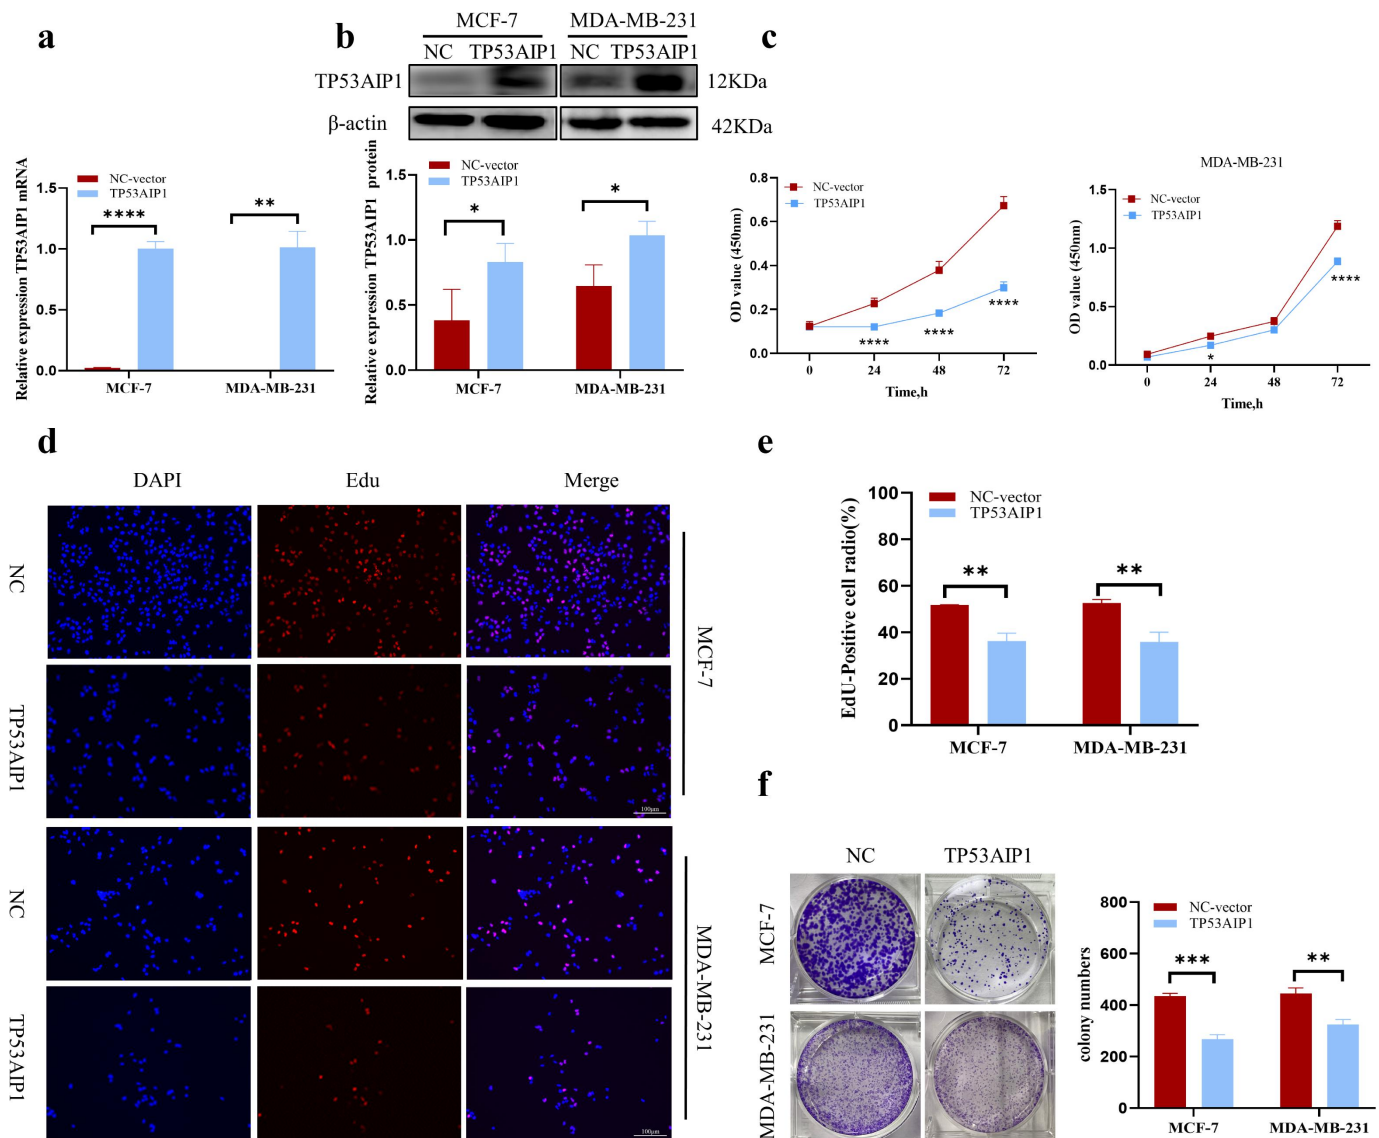 a
Relative expression TP53AIP1 mRNA
NC-vector
TP53AIP1
1.5
1.0
0.5
0.0
****
**
MCF-7
MDA-MB-231
b
MCF-7
MDA-MB-231
NC
TP53AIP1
NC
TP53AIP1
TP53AIP1
12KDa
β-actin
42KDa
Relative expression TP53AIP1 protein
NC-vector
TP53AIP1
1.5
1.0
0.5
0.0
*
*
MCF-7
MDA-MB-231
c
OD value (450nm)
NC-vector
TP53AIP1
0.8
0.6
0.4
0.2
0.0
****
****
****
0
24
48
72
Time,h
MDA-MB-231
OD value (450nm)
NC-vector
TP53AIP1
1.5
1.0
0.5
0.0
*
****
0
24
48
72
Time,h
d
DAPI
Edu
Merge
NC
TP53AIP1
MCF-7
100μm
NC
TP53AIP1
MDA-MB-231
100μm
e
EdU-Positive cell radio(%)
NC-vector
TP53AIP1
100
80
60
40
20
0
**
**
MCF-7
MDA-MB-231
f
NC
TP53AIP1
MCF-7
MDA-MB-231
colony numbers
NC-vector
TP53AIP1
800
600
400
200
0
***
**
MCF-7
MDA-MB-231